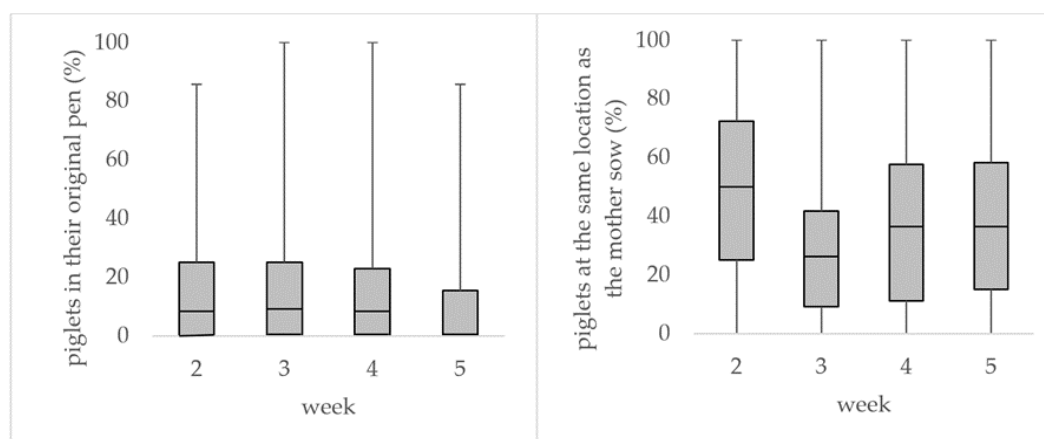 piglets in their original pen (%)
100
80
60
40
20
0
2 3 4 5
week
piglets at the same location as
the mother sow (%)
100
80
60
40
20
0
2 3 4 5
week